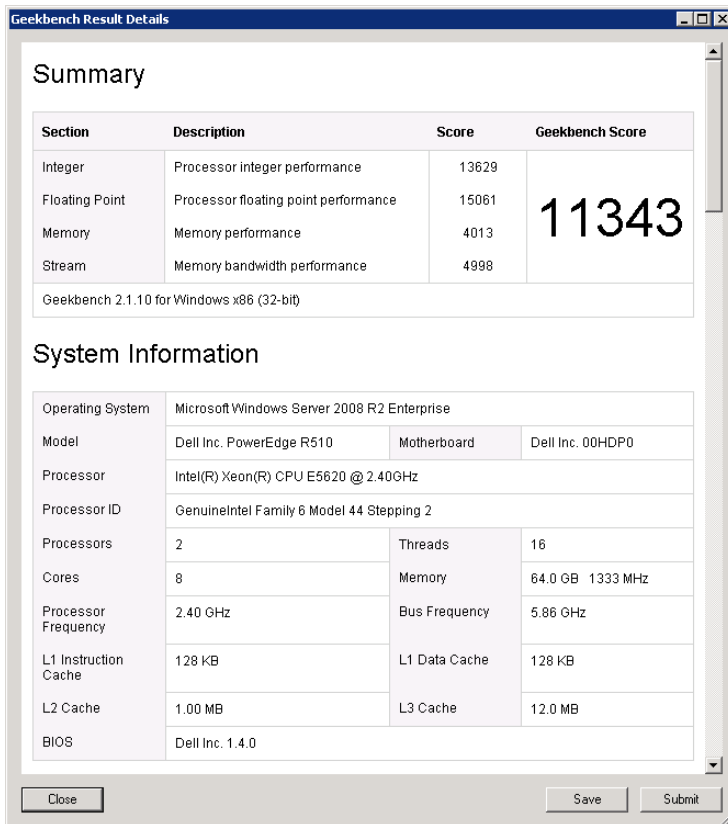 Geekbench Result Details
Summary
Section Description Score Geekbench Score
Integer Processor integer performance 13629
Floating Point Processor floating point performance 15061
11343
Memory Memory performance 4013
Stream Memory bandwidth performance 4998
Geekbench 2.1.10 for Windows x86 (32-bit)
System Information
Operating System Microsoft Windows Server 2008 R2 Enterprise
Model Dell Inc. PowerEdge R510 Motherboard Dell Inc. 00HDP0
Processor Intel(R) Xeon(R) CPU E5620 @ 2.40GHz
Processor ID GenuineIntel Family 6 Model 44 Stepping 2
Processors 2 Threads 16
Cores 8 Memory 64.0 GB 1333 MHz
Processor Frequency 2.40 GHz Bus Frequency 5.86 GHz
L1 Instruction Cache 128 KB L1 Data Cache 128 KB
L2 Cache 1.00 MB L3 Cache 12.0 MB
BIOS Dell Inc. 1.4.0
Close Save Submit